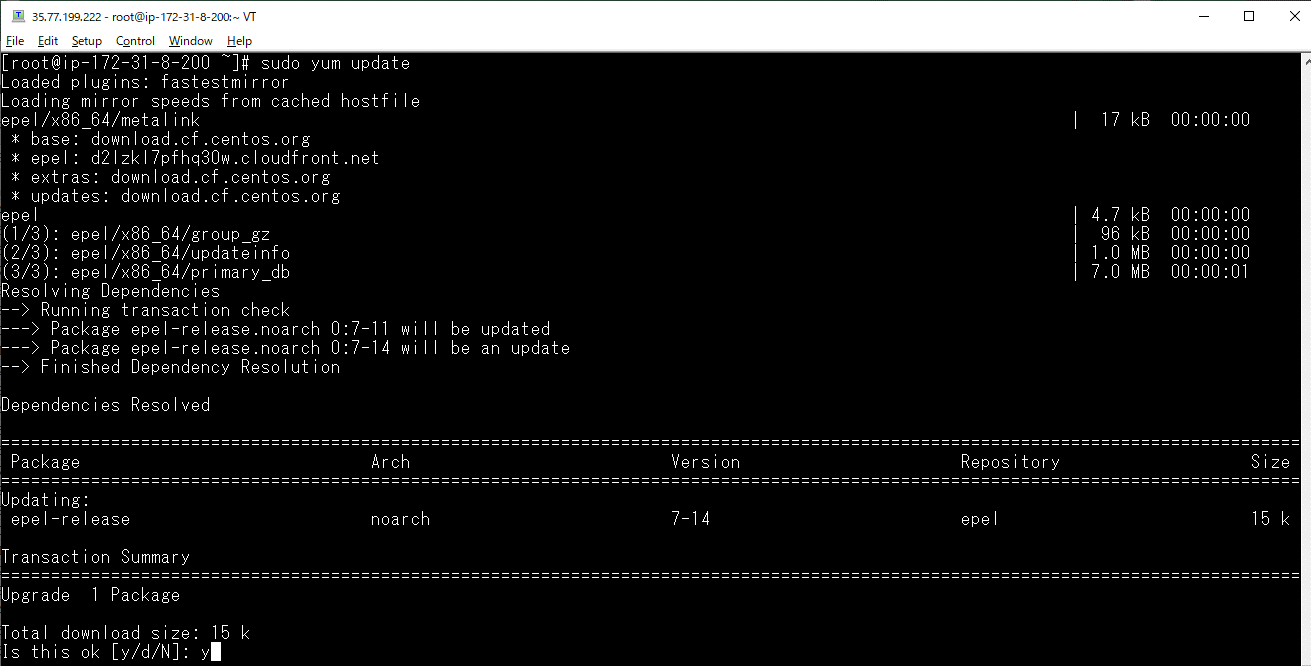 35.77.199.222 - root@ip-172-31-8-200:~ VT
File Edit Setup Control Window Help
[root@ip-172-31-8-200 ~]# sudo yum update
Loaded plugins: fastestmirror
Loading mirror speeds from cached hostfile
epel/x86_64/metalink | 17 kB 00:00:00
* base: download.cf.centos.org
* epel: d2lzkl7pfhq30w.cloudfront.net
* extras: download.cf.centos.org
* updates: download.cf.centos.org
epel | 4.7 kB 00:00:00
(1/3): epel/x86_64/group_gz | 96 kB 00:00:00
(2/3): epel/x86_64/updateinfo | 1.0 MB 00:00:00
(3/3): epel/x86_64/primary_db | 7.0 MB 00:00:01
Resolving Dependencies
--> Running transaction check
---> Package epel-release.noarch 0:7-11 will be updated
---> Package epel-release.noarch 0:7-14 will be an update
--> Finished Dependency Resolution
Dependencies Resolved
================================================================================
Package Arch Version Repository Size
================================================================================
Updating:
epel-release noarch 7-14 epel 15 k
Transaction Summary
================================================================================
Upgrade 1 Package
Total download size: 15 k
Is this ok [y/d/N]: y